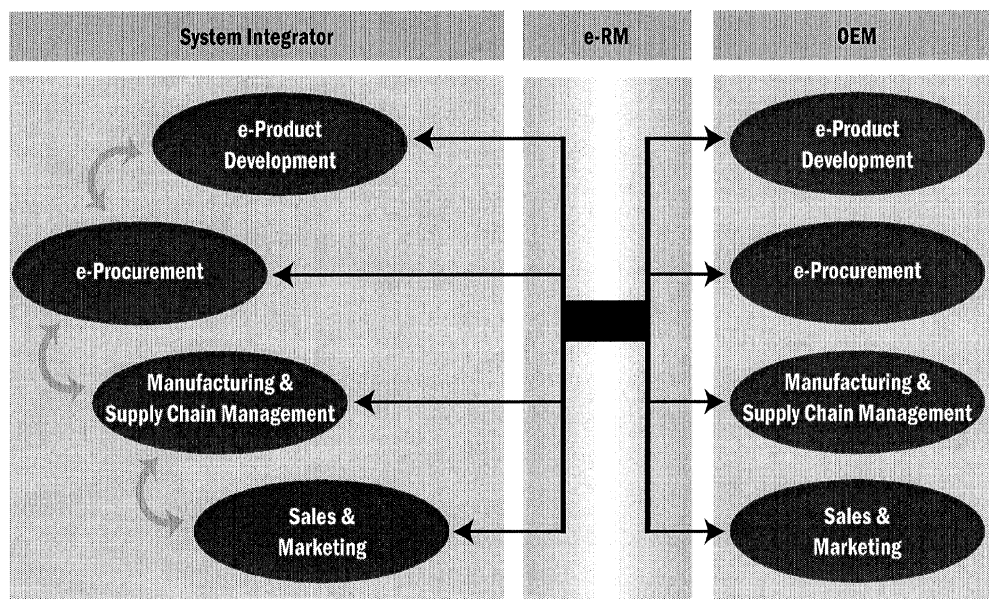 System Integrator
e-RM
OEM
e-Product
Development
e-Procurement
Manufacturing &
Supply Chain Management
Sales &
Marketing
e-Product
Development
e-Procurement
Manufacturing &
Supply Chain Management
Sales &
Marketing